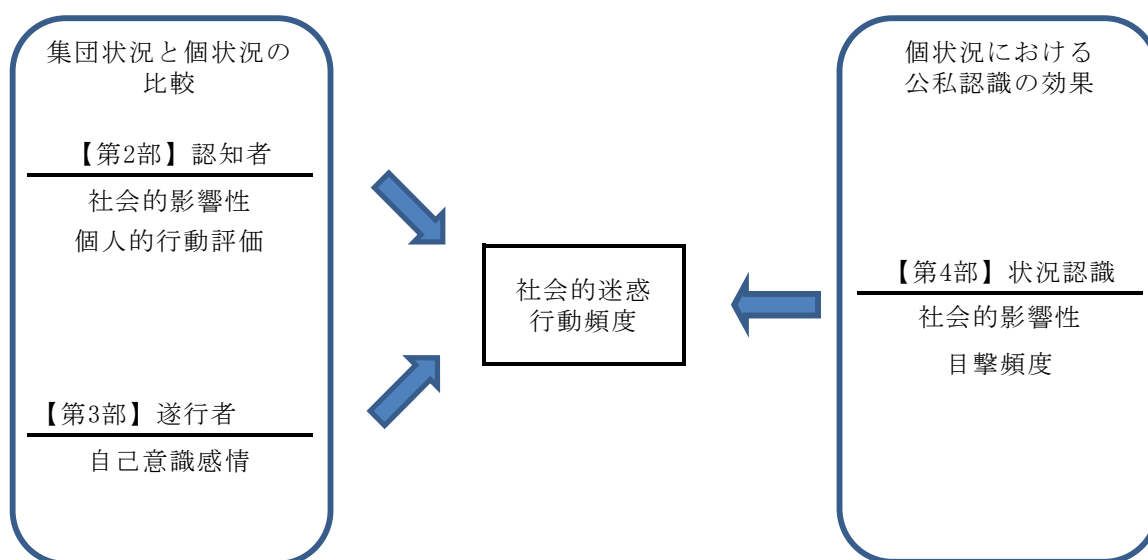 集団状況と個状況の
比較
【第2部】認知者
社会的影響性
個人的行動評価
【第3部】遂行者
自己意識感情
社会的迷惑
行動頻度
個状況における
公私認識の効果
【第4部】状況認識
社会的影響性
目撃頻度